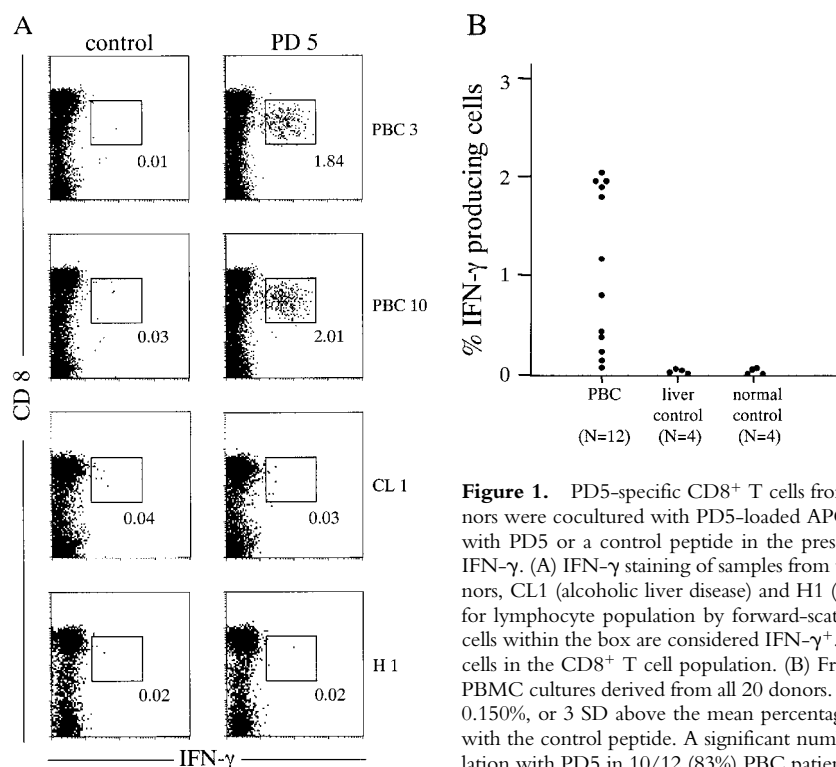 A
control PD 5
PBC 3
0.01 1.84
PBC 10
0.03 2.01
CD 8
CL 1
0.04 0.03
H 1
0.02 0.02
IFN-γ
B
% IFN-γ producing cells
3
2
1
0
PBC liver normal
control control
(N=12) (N=4) (N=4)
Figure 1. PD5-specific CD8+ T cells from
nors were cocultured with PD5-loaded APC
with PD5 or a control peptide in the pres
IFN-γ. (A) IFN-γ staining of samples from
nors, CL1 (alcoholic liver disease) and H1 (
for lymphocyte population by forward-scat
cells within the box are considered IFN-γ+.
cells in the CD8+ T cell population. (B) Fr
PBMC cultures derived from all 20 donors.
0.150%, or 3 SD above the mean percentag
with the control peptide. A significant num
lation with PD5 in 10/12 (83%) PBC patien